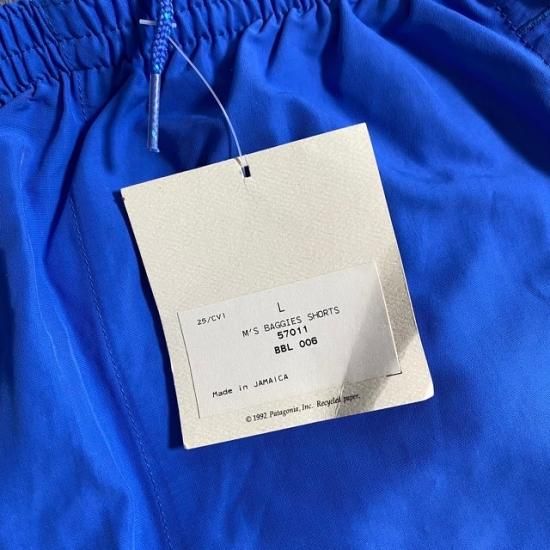 L
25/CV1
M'S BAGGIES SHORTS
57011
BBL 006
Made in JAMAICA
© 1992 Patagonia, Inc. Recycled paper.